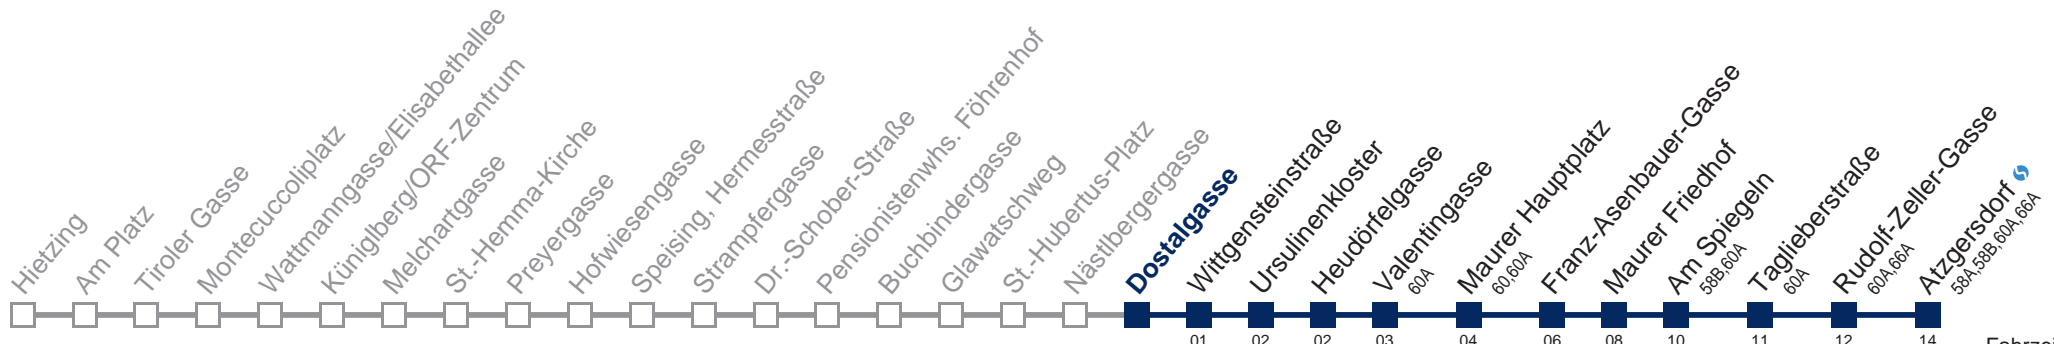 Hietzing
Am Platz
Tiroler Gasse
Montecuccoliplatz
Wattmanngasse/Elisabethallee
Küniglberg/ORF-Zentrum
Melchartgasse
St.-Hemma-Kirche
Preyergasse
Hofwiesengasse
Speising, Hermesstraße
Strampfergasse
Dr.-Schober-Straße
Pensionistenwhs. Föhrenhof
Buchbindergasse
Glawatschweg
St.-Hubertus-Platz
Nästlbergergasse
Dostalgasse
Wittgensteinstraße
Ursulinenkloster
Heudörfelgasse
Valentingasse
60A
Maurer Hauptplatz
60,60A
Franz-Asenbauer-Gasse
Maurer Friedhof
Am Spiegeln
58B,60A
Taglieberstraße
60A
Rudolf-Zeller-Gasse
60A,66A
Atzgersdorf
58A,58B,60A,66A
01 02 02 03 04 06 08 10 11 12 14